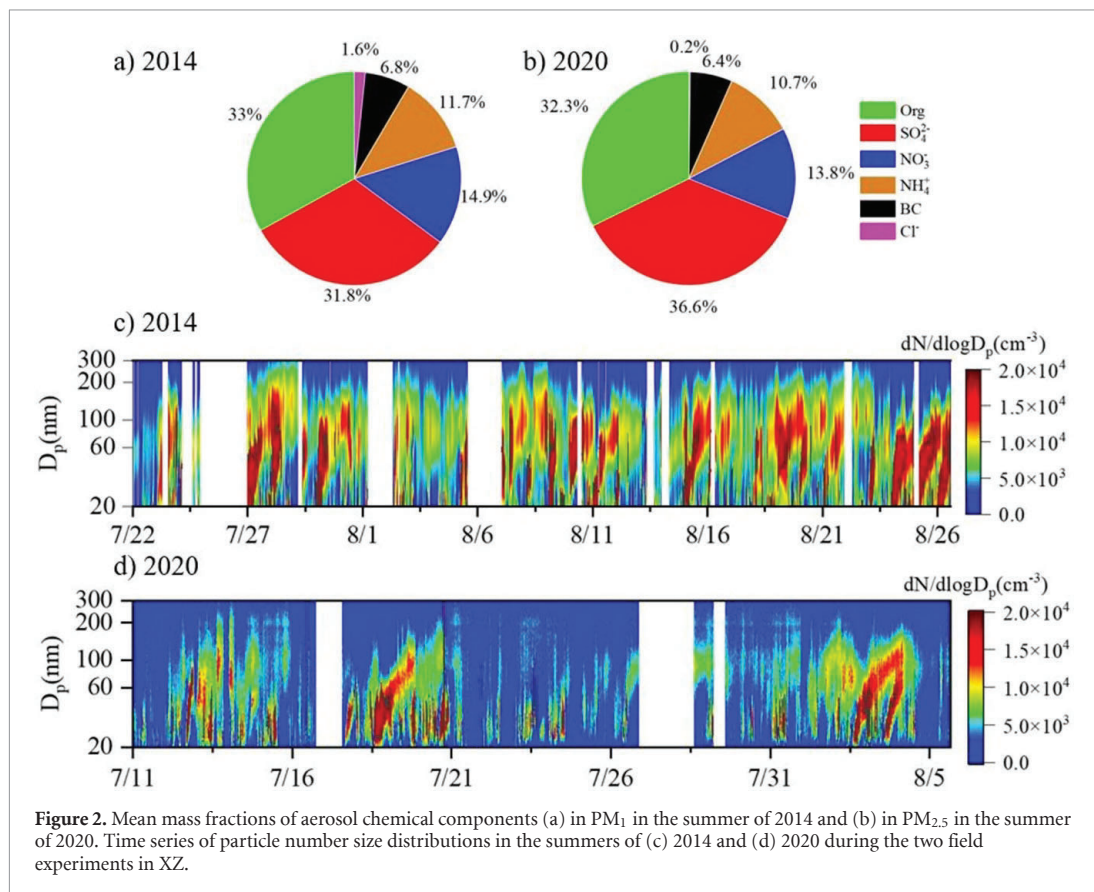 a) 2014
1.6%
6.8%
11.7%
14.9%
31.8%
33%
b) 2020
0.2%
6.4%
10.7%
13.8%
36.6%
32.3%
Org
SO₄²⁻
NO₃⁻
NH₄⁺
BC
Cl⁻
c) 2014
dN/dlogDₚ(cm⁻³)
Dₚ(nm)
300
200
100
60
20
7/22 7/27 8/1 8/6 8/11 8/16 8/21 8/26
2.0×10⁴
1.5×10⁴
1.0×10⁴
5.0×10³
0.0
d) 2020
dN/dlogDₚ(cm⁻³)
Dₚ(nm)
300
200
100
60
20
7/11 7/16 7/21 7/26 7/31 8/5
2.0×10⁴
1.5×10⁴
1.0×10⁴
5.0×10³
0.0
Figure 2. Mean mass fractions of aerosol chemical components (a) in PM₁ in the summer of 2014 and (b) in PM₂.₅ in the summer
of 2020. Time series of particle number size distributions in the summers of (c) 2014 and (d) 2020 during the two field
experiments in XZ.